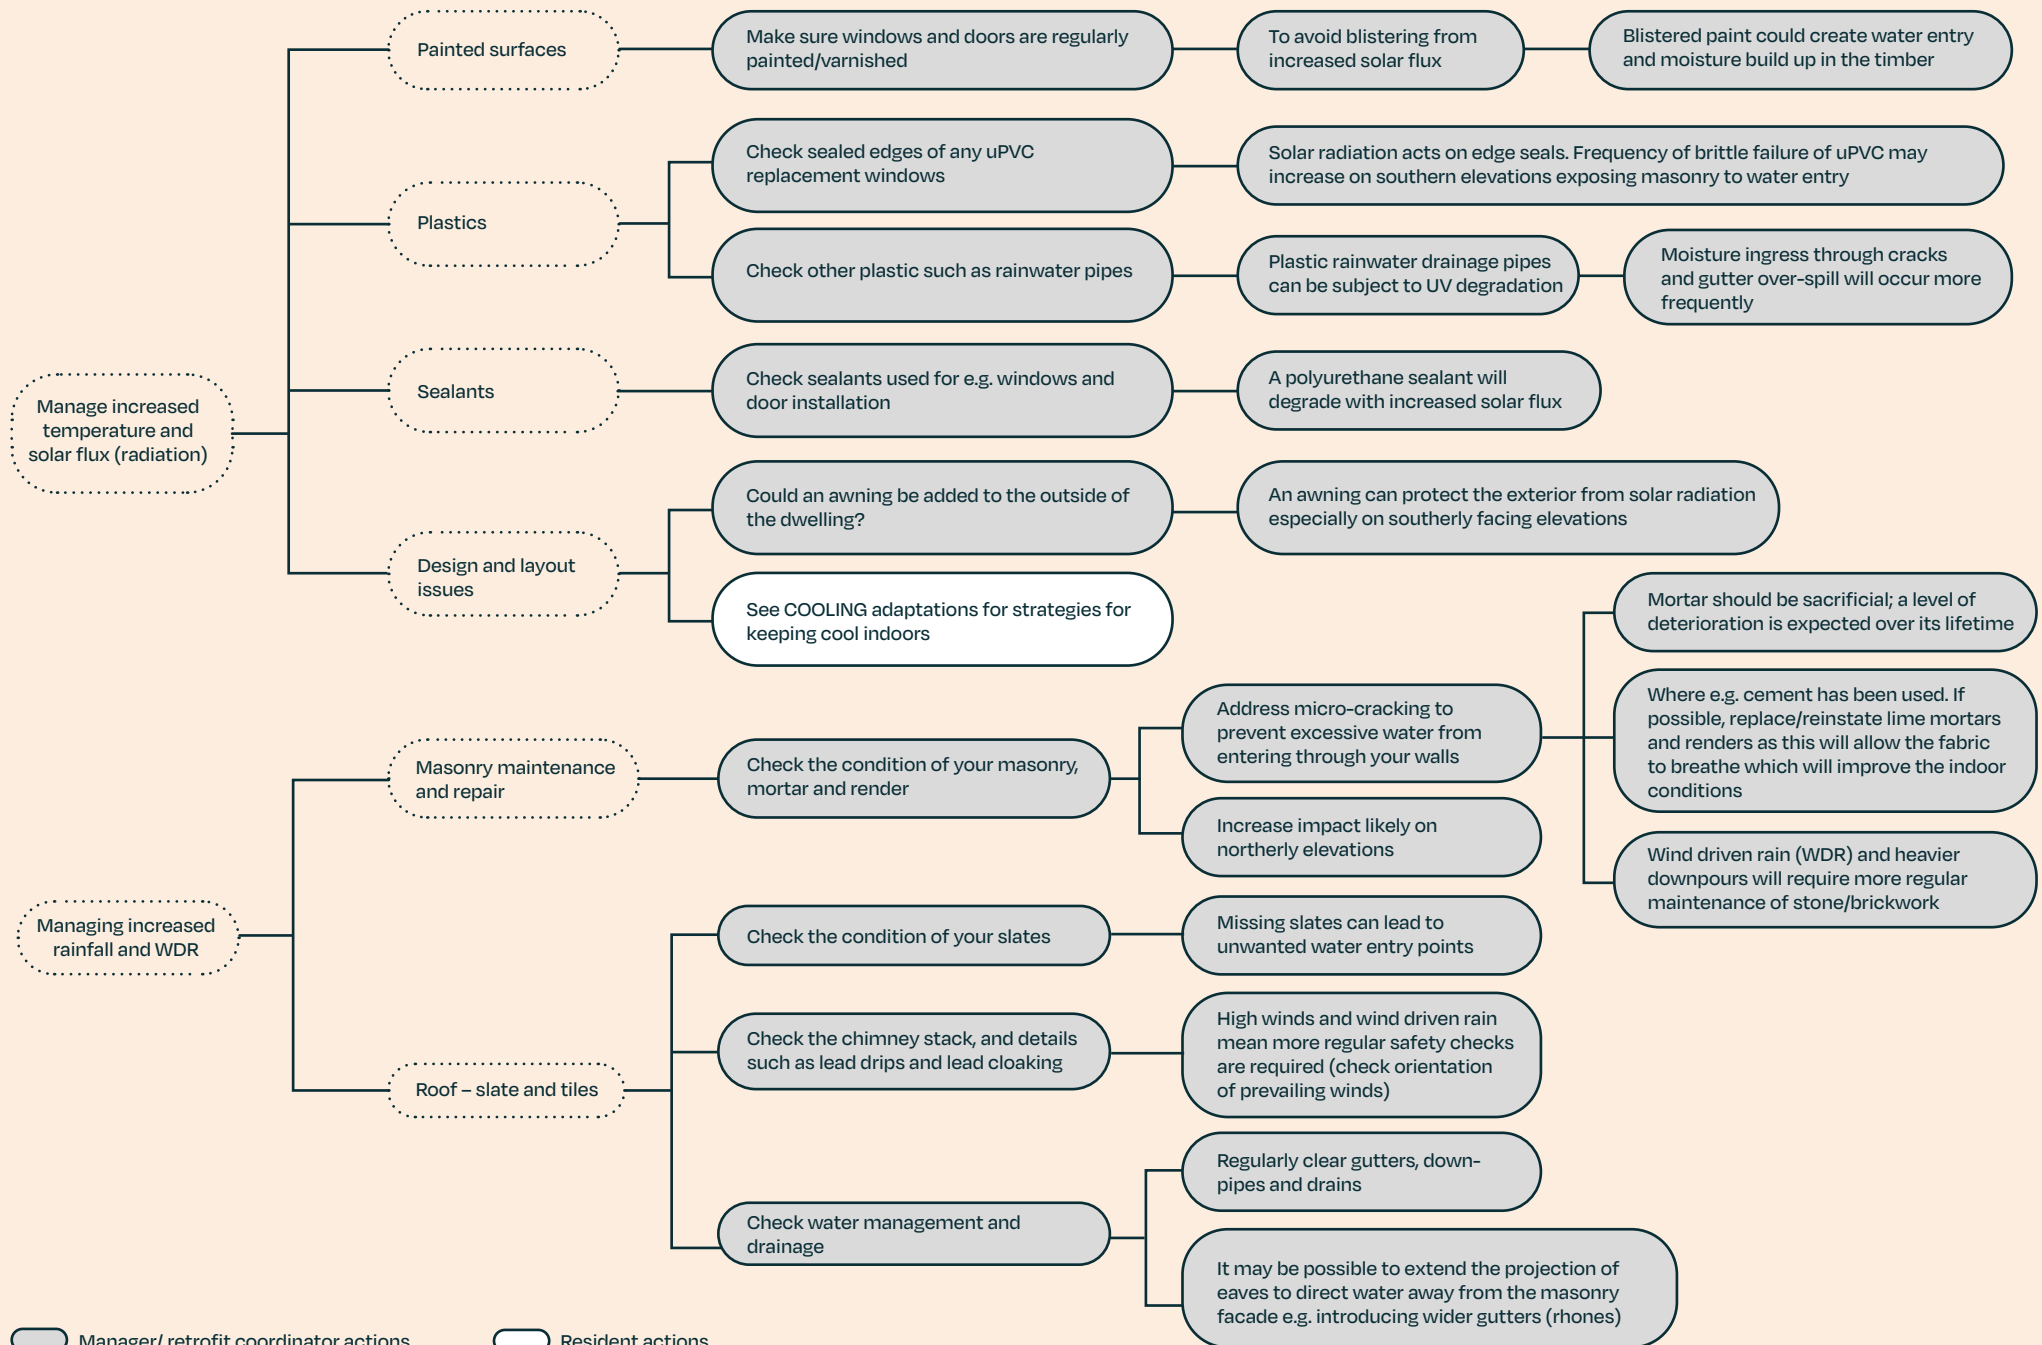 Painted surfaces
Make sure windows and doors are regularly
painted/varnished
To avoid blistering from
increased solar flux
Blistered paint could create water entry
and moisture build up in the timber
Plastics
Check sealed edges of any uPVC
replacement windows
Solar radiation acts on edge seals. Frequency of brittle failure of uPVC may
increase on southern elevations exposing masonry to water entry
Check other plastic such as rainwater pipes
Plastic rainwater drainage pipes
can be subject to UV degradation
Moisture ingress through cracks
and gutter over-spill will occur more
frequently
Manage increased
temperature and
solar flux (radiation)
Sealants
Check sealants used for e.g. windows and
door installation
A polyurethane sealant will
degrade with increased solar flux
Design and layout
issues
Could an awning be added to the outside of
the dwelling?
An awning can protect the exterior from solar radiation
especially on southerly facing elevations
See COOLING adaptations for strategies for
keeping cool indoors
Managing increased
rainfall and WDR
Masonry maintenance
and repair
Check the condition of your masonry,
mortar and render
Address micro-cracking to
prevent excessive water from
entering through your walls
Mortar should be sacrificial; a level of
deterioration is expected over its lifetime
Where e.g. cement has been used. If
possible, replace/reinstate lime mortars
and renders as this will allow the fabric
to breathe which will improve the indoor
conditions
Wind driven rain (WDR) and heavier
downpours will require more regular
maintenance of stone/brickwork
Increase impact likely on
northerly elevations
Roof – slate and tiles
Check the condition of your slates
Missing slates can lead to
unwanted water entry points
Check the chimney stack, and details
such as lead drips and lead cloaking
High winds and wind driven rain
mean more regular safety checks
are required (check orientation
of prevailing winds)
Check water management and
drainage
Regularly clear gutters, down-
pipes and drains
It may be possible to extend the projection of
eaves to direct water away from the masonry
facade e.g. introducing wider gutters (rhones)
Manager/ retrofit coordinator actions
Resident actions